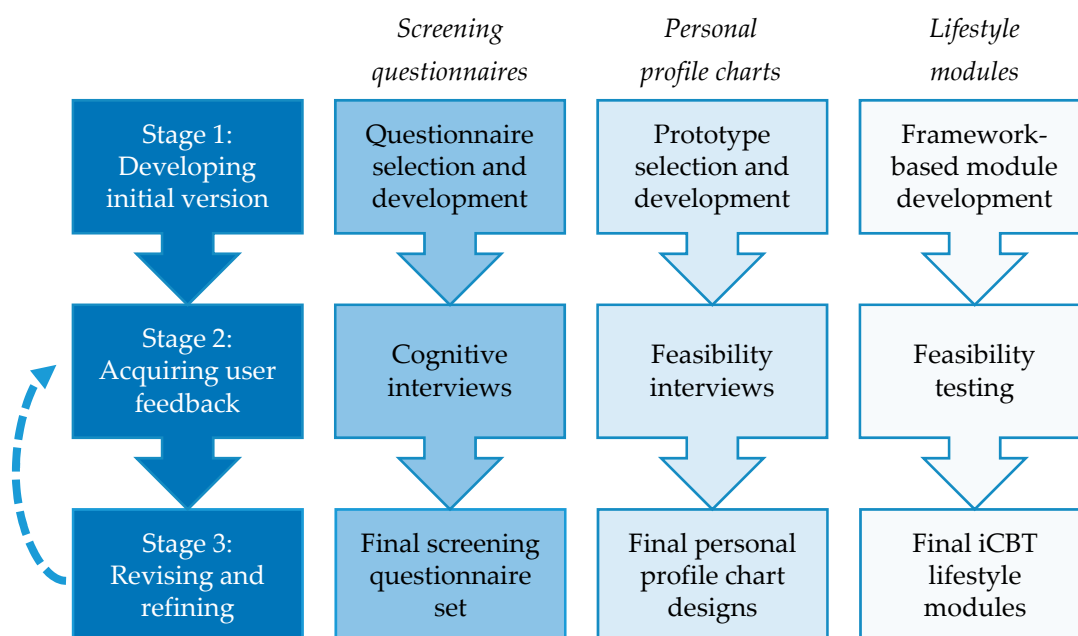 Screening
questionnaires
Personal
profile charts
Lifestyle
modules
Stage 1:
Developing
initial version
Questionnaire
selection and
development
Prototype
selection and
development
Framework-
based module
development
Stage 2:
Acquiring user
feedback
Cognitive
interviews
Feasibility
interviews
Feasibility
testing
Stage 3:
Revising and
refining
Final screening
questionnaire
set
Final personal
profile chart
designs
Final iCBT
lifestyle
modules